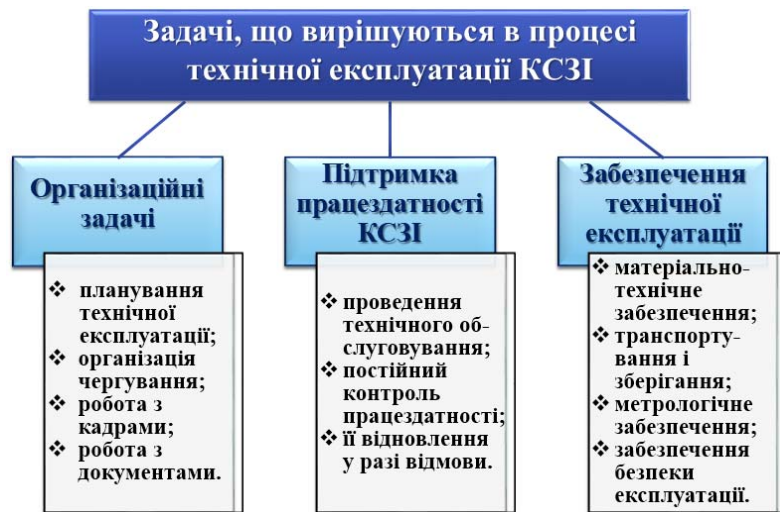 Задачі, що вирішуються в процесі
технічної експлуатації КСЗІ
Організаційні
задачі
❖ планування
технічної
експлуатації;
❖ організація
чергування;
❖ робота з
кадрами;
❖ робота з
документами.
Підтримка
працездатності
КСЗІ
❖ проведення
технічного об-
слуговування;
❖ постійний
контроль
працездатності;
❖ її відновлення
у разі відмови.
Забезпечення
технічної
експлуатації
❖ матеріально-
технічне
забезпечення;
❖ транспорту-
вання і
зберігання;
❖ метрологічне
забезпечення;
❖ забезпечення
безпеки
експлуатації.